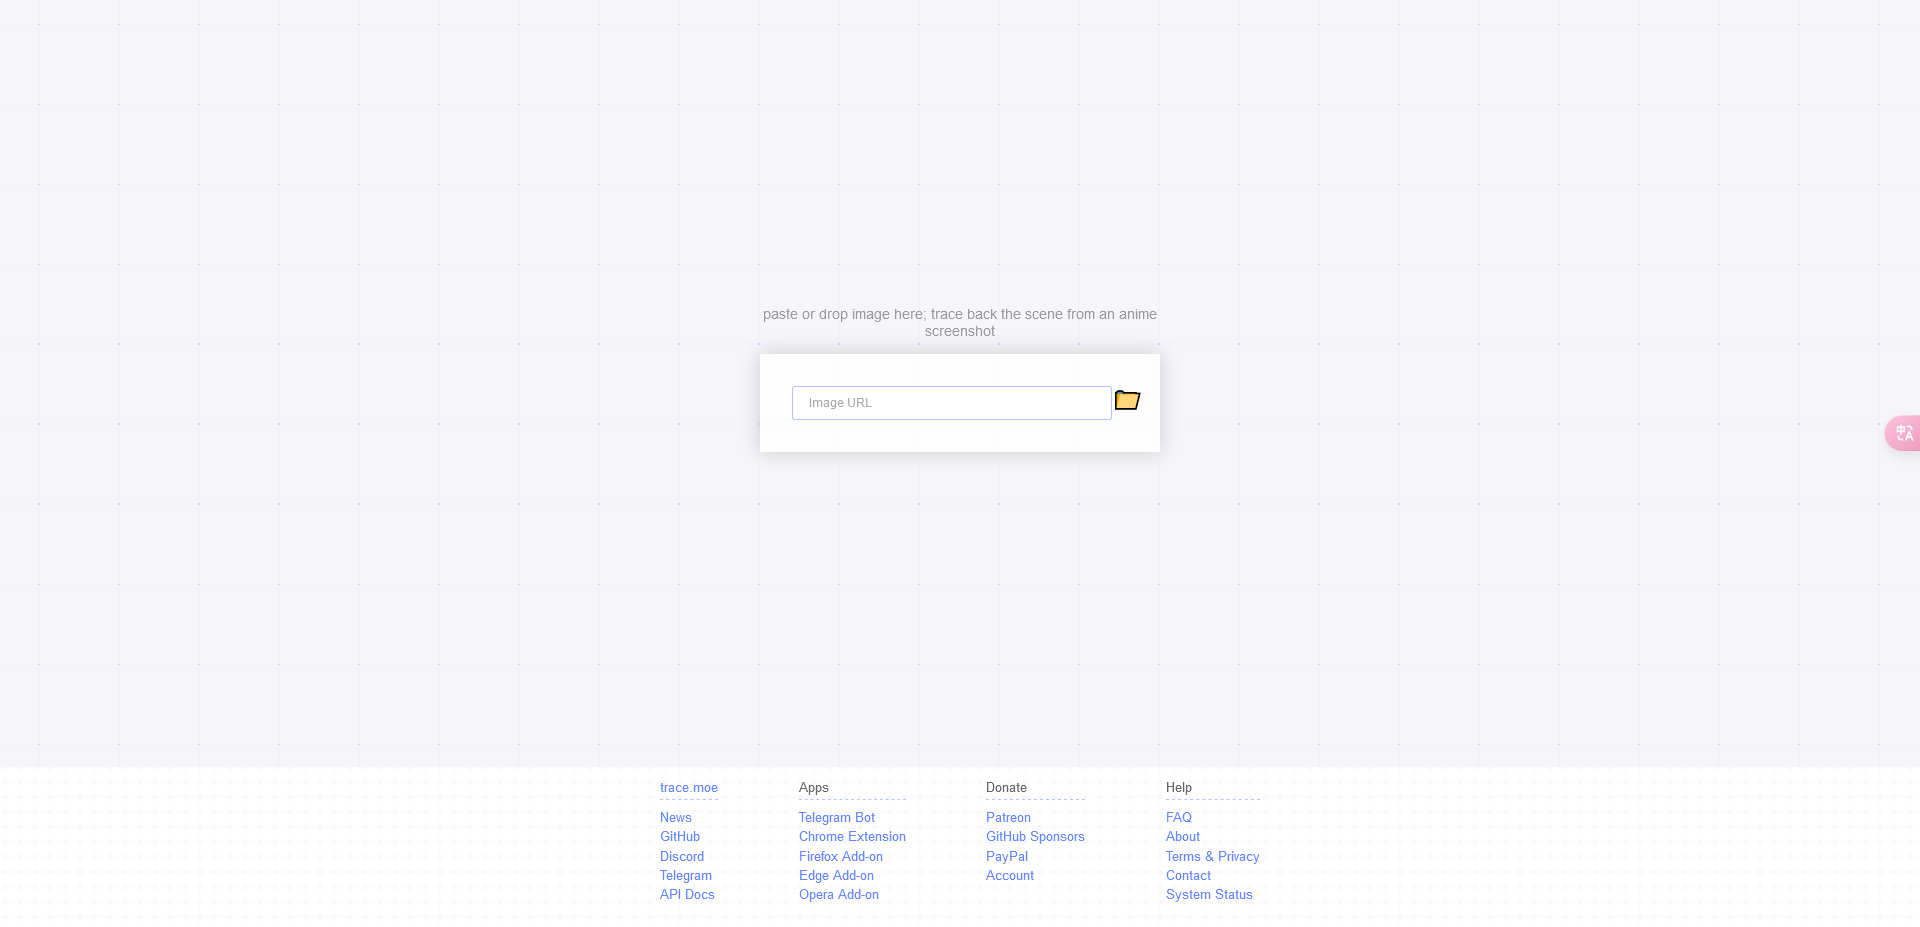 paste or drop image here; trace back the scene from an anime
screenshot
Image URL
中A
trace.moe
News
GitHub
Discord
Telegram
API Docs
Apps
Telegram Bot
Chrome Extension
Firefox Add-on
Edge Add-on
Opera Add-on
Donate
Patreon
GitHub Sponsors
PayPal
Account
Help
FAQ
About
Terms & Privacy
Contact
System Status